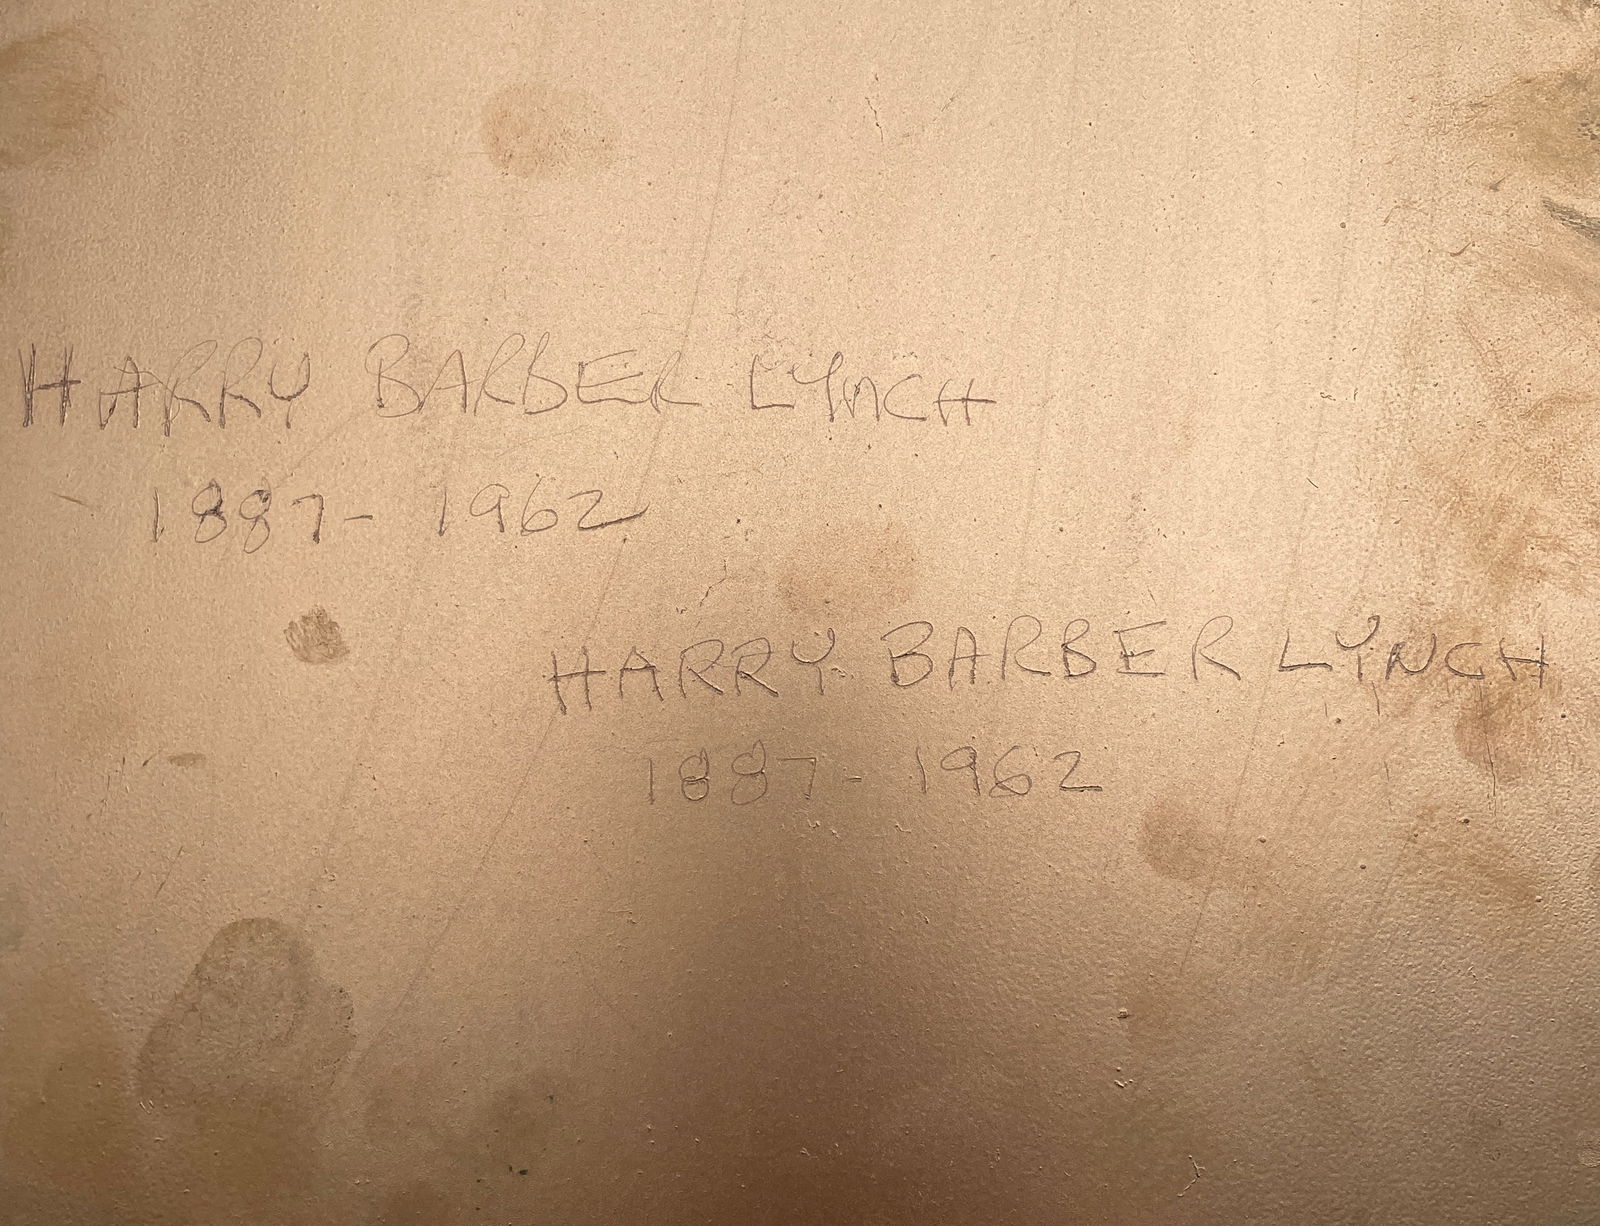 HARRY BARBER LYNCH
1887 - 1962
HARRY BARBER LYNCH
1887 - 1962